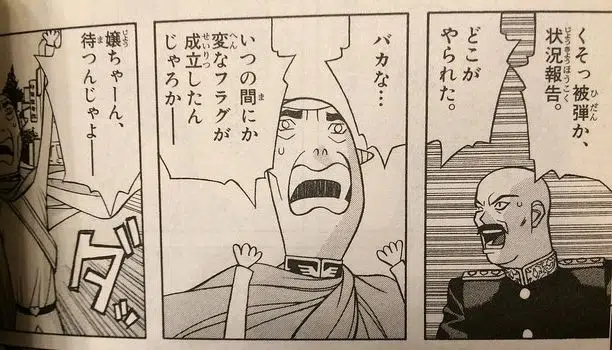 くそっ被弾か、
状況報告。
どこが
やられた。
バカな…
いつの間にか
変なフラグが
成立したん
じゃろか――
嬢ちゃーん、
待つんじゃよ――
ダッ